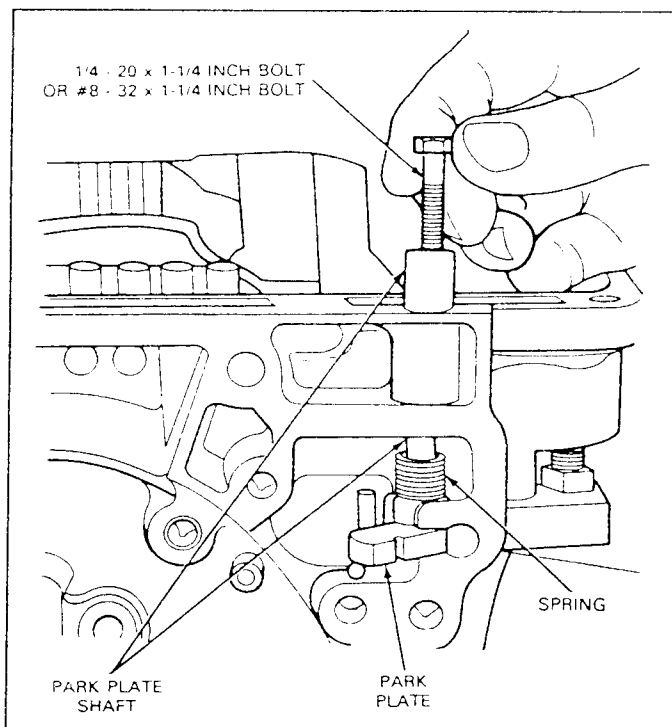 1/4 - 20 x 1-1/4 INCH BOLT
OR #8 - 32 x 1-1/4 INCH BOLT
SPRING
PARK PLATE
SHAFT
PARK
PLATE